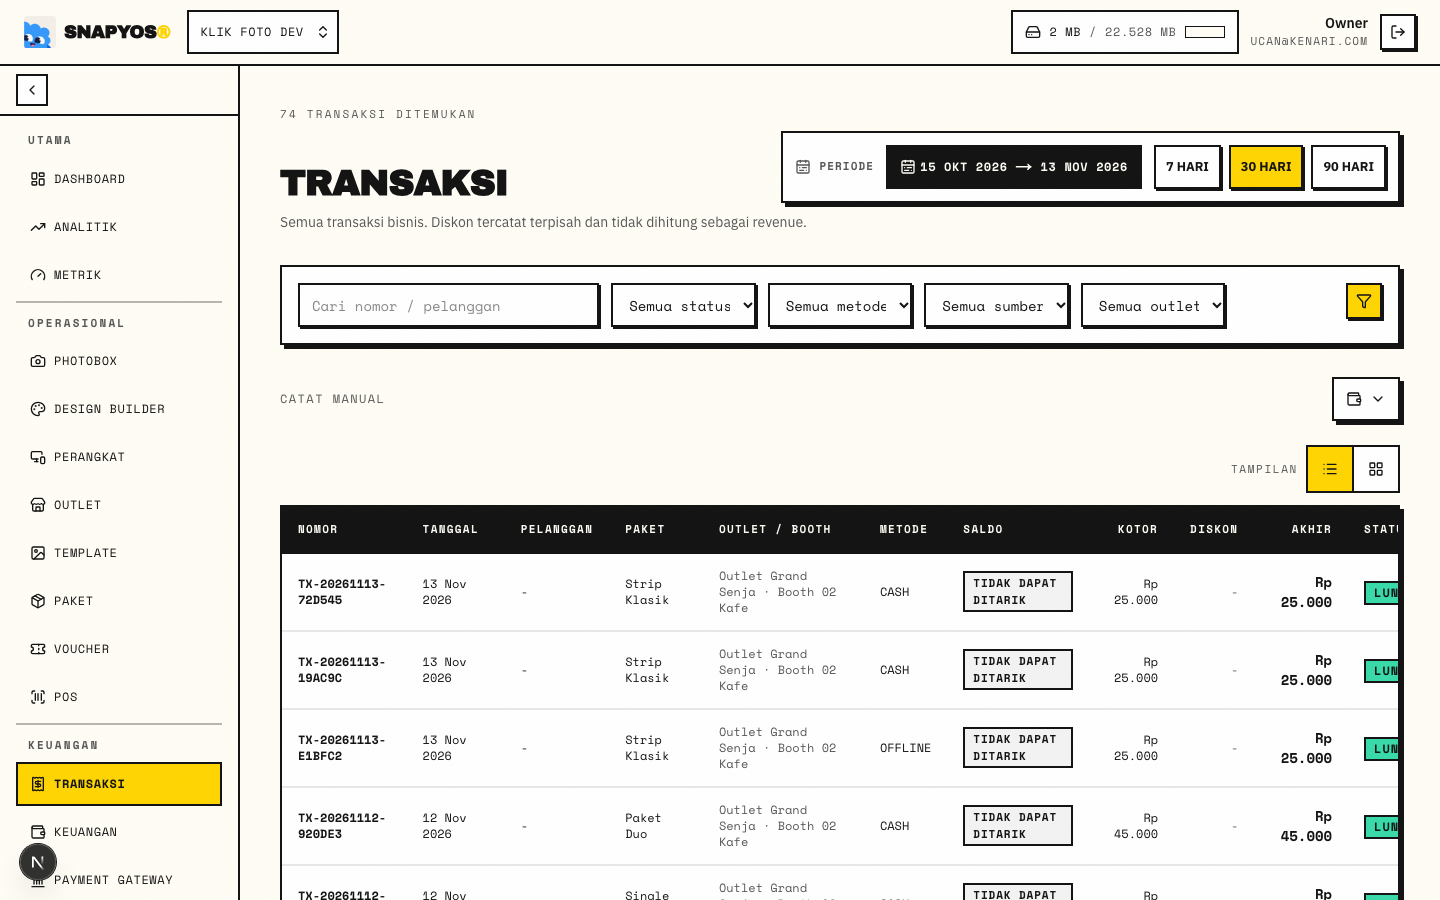 SNAPYOS®
KLIK FOTO DEV
2 MB / 22.528 MB
Owner
UCAN@KENARI.COM
UTAMA
DASHBOARD
ANALITIK
METRIK
OPERASIONAL
PHOTOBOX
DESIGN BUILDER
PERANGKAT
OUTLET
TEMPLATE
PAKET
VOUCHER
POS
KEUANGAN
TRANSAKSI
KEUANGAN
PAYMENT GATEWAY
N
74 TRANSAKSI DITEMUKAN
TRANSAKSI
Semua transaksi bisnis. Diskon tercatat terpisah dan tidak dihitung sebagai revenue.
PERIODE
15 OKT 2026 → 13 NOV 2026
7 HARI
30 HARI
90 HARI
Cari nomor / pelanggan
Semua status
Semua metode
Semua sumber
Semua outlet
CATAT MANUAL
TAMPILAN
NOMOR TANGGAL PELANGGAN PAKET OUTLET / BOOTH METODE SALDO KOTOR DISKON AKHIR STATU
TX-20261113-72D545 13 Nov 2026 - Strip Klasik Outlet Grand Senja · Booth 02 Kafe CASH TIDAK DAPAT DITARIK Rp 25.000 - Rp 25.000 LUN
TX-20261113-19AC9C 13 Nov 2026 - Strip Klasik Outlet Grand Senja · Booth 02 Kafe CASH TIDAK DAPAT DITARIK Rp 25.000 - Rp 25.000 LUN
TX-20261113-E1BFC2 13 Nov 2026 - Strip Klasik Outlet Grand Senja · Booth 02 Kafe OFFLINE TIDAK DAPAT DITARIK Rp 25.000 - Rp 25.000 LUN
TX-20261112-920DE3 12 Nov 2026 - Paket Duo Outlet Grand Senja · Booth 02 Kafe CASH TIDAK DAPAT DITARIK Rp 45.000 - Rp 45.000 LUN
TX-20261112- 12 Nov Single Outlet Grand TIDAK DAPAT Rp Rp